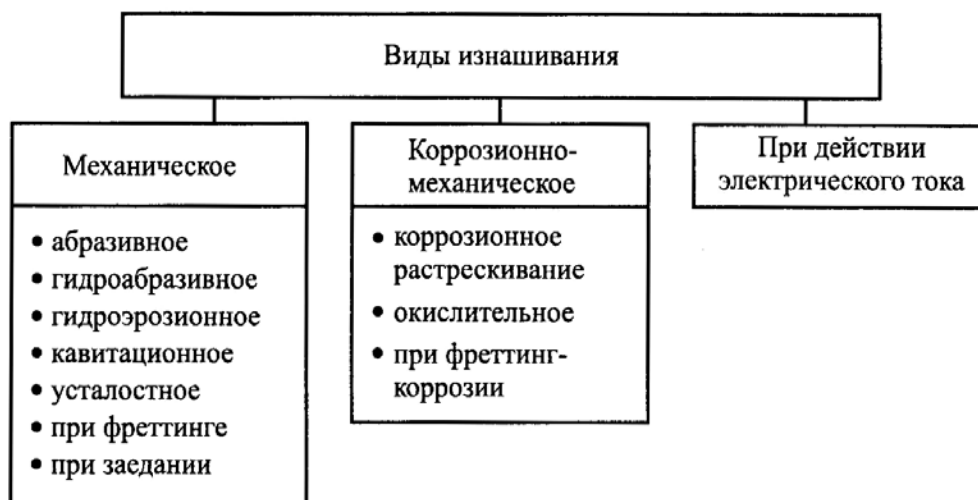 Виды изнашивания
Механическое
• абразивное
• гидроабразивное
• гидроэрозионное
• кавитационное
• усталостное
• при фреттинге
• при заедании
Коррозионно-
механическое
• коррозионное
растрескивание
• окислительное
• при фреттинг-
коррозии
При действии
электрического тока